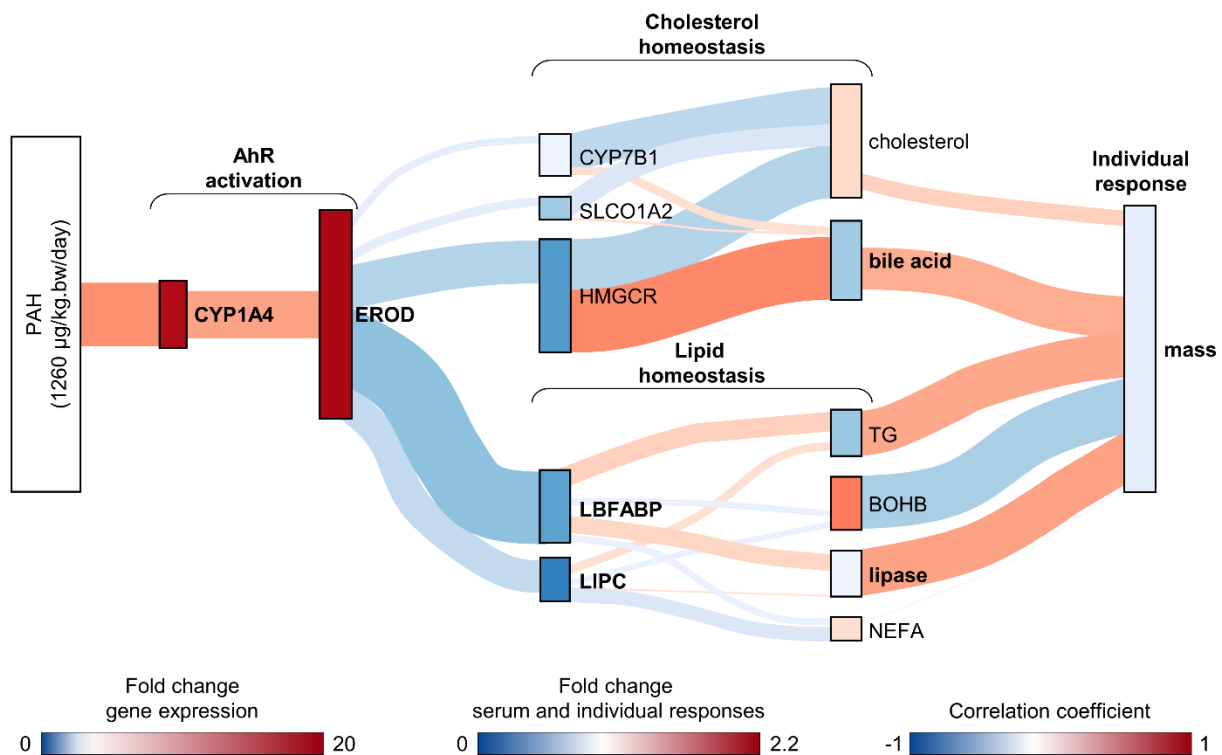 Cholesterol
homeostasis
AhR
activation
CYP7B1
cholesterol
Individual
response
SLCO1A2
bile acid
PAH
(1260 µg/kg.bw/day)
CYP1A4
EROD
HMGCR
mass
Lipid
homeostasis
TG
LBFABP
BOHB
LIPC
lipase
NEFA
Fold change
gene expression
0 20
Fold change
serum and individual responses
0 2.2
Correlation coefficient
-1 1